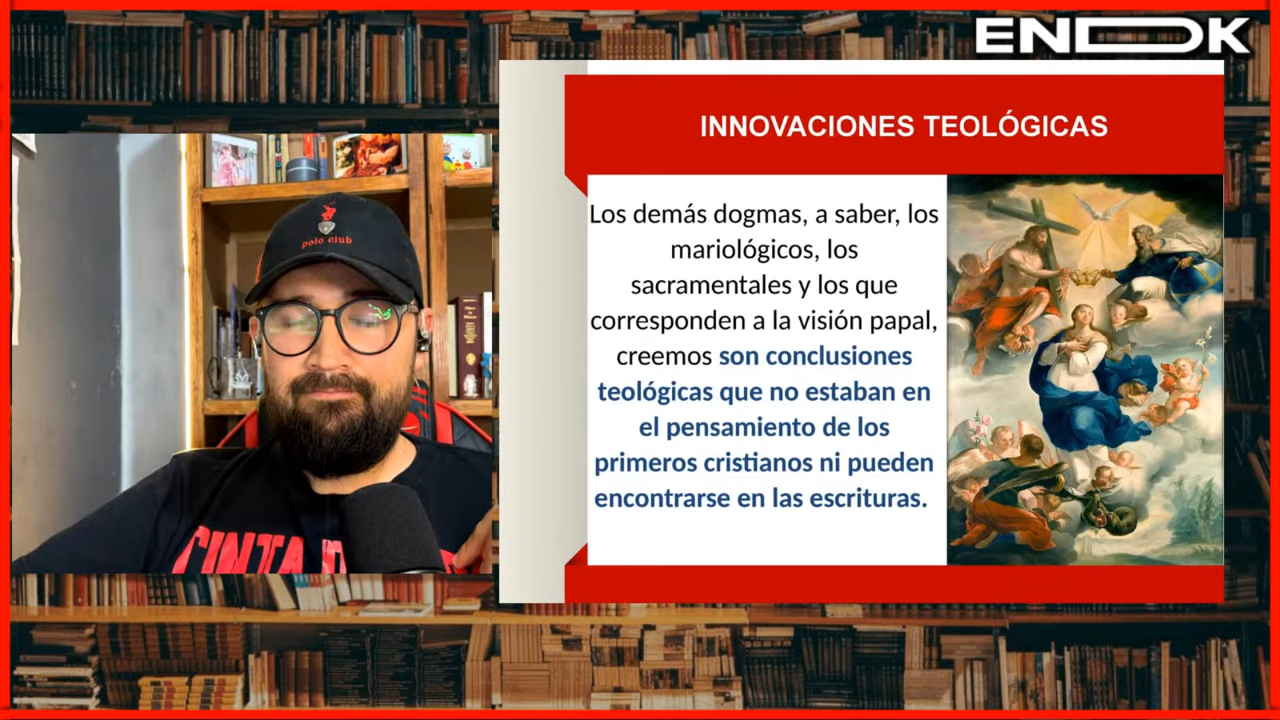 ENDK
INNOVACIONES TEOLÓGICAS
Los demás dogmas, a saber, los
mariológicos, los
sacramentales y los que
corresponden a la visión papal,
creemos son conclusiones
teológicas que no estaban en
el pensamiento de los
primeros cristianos ni pueden
encontrarse en las escrituras.
polo club